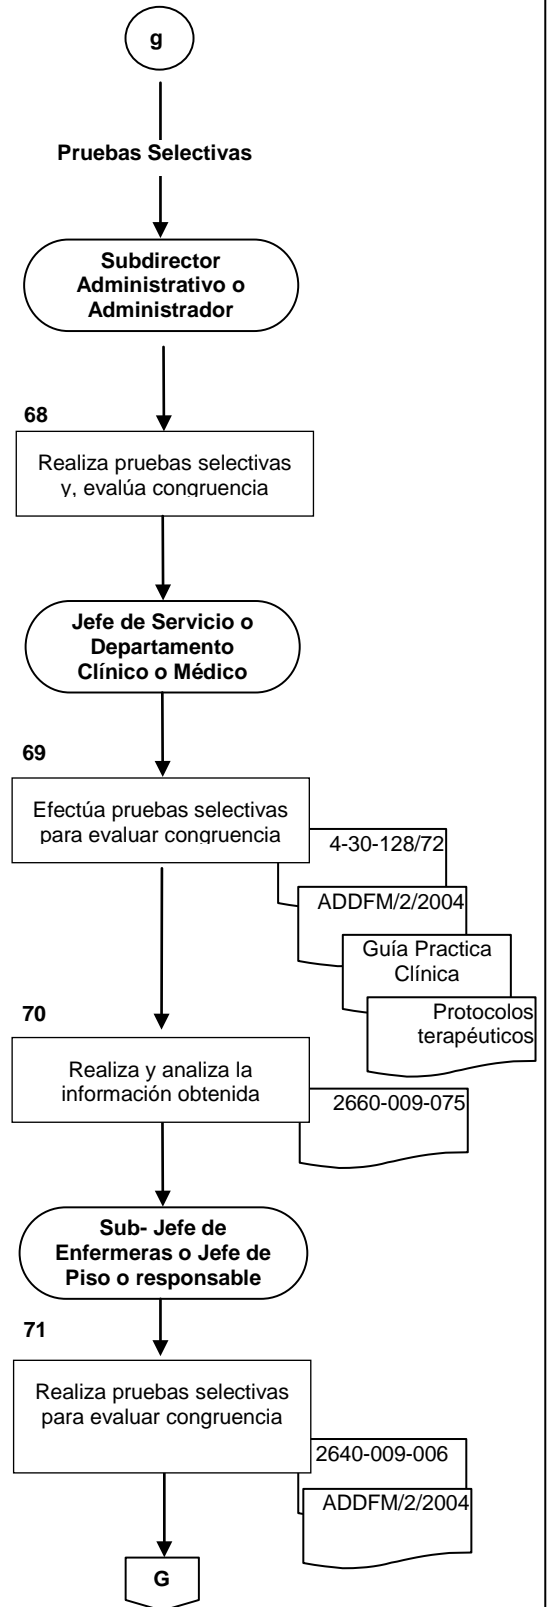 g
Pruebas Selectivas
Subdirector
Administrativo o
Administrador
68
Realiza pruebas selectivas
y, evalúa congruencia
Jefe de Servicio o
Departamento
Clínico o Médico
69
Efectúa pruebas selectivas
para evaluar congruencia
4-30-128/72
ADDFM/2/2004
Guía Practica
Clínica
Protocolos
terapéuticos
70
Realiza y analiza la
información obtenida
2660-009-075
Sub- Jefe de
Enfermeras o Jefe de
Piso o responsable
71
Realiza pruebas selectivas
para evaluar congruencia
2640-009-006
ADDFM/2/2004
G